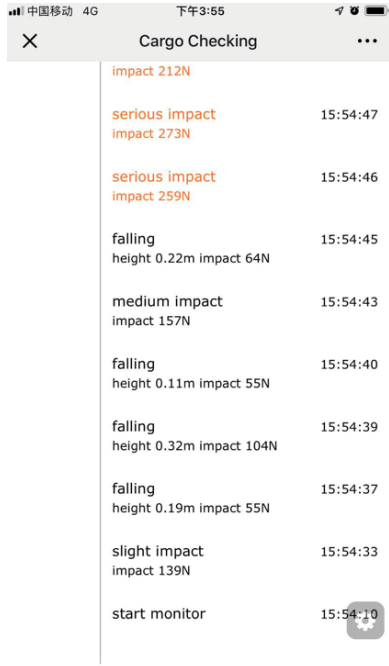 中国移动 4G 下午3:55
Cargo Checking
impact 212N
serious impact 15:54:47
impact 273N
serious impact 15:54:46
impact 259N
falling 15:54:45
height 0.22m impact 64N
medium impact 15:54:43
impact 157N
falling 15:54:40
height 0.11m impact 55N
falling 15:54:39
height 0.32m impact 104N
falling 15:54:37
height 0.19m impact 55N
slight impact 15:54:33
impact 139N
start monitor 15:54:10